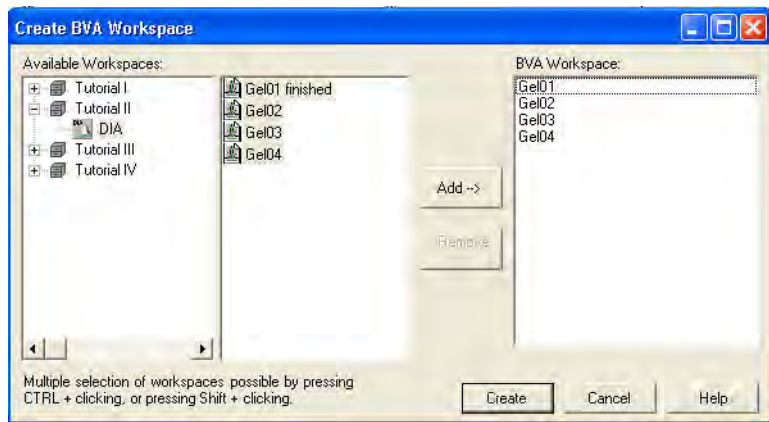 Create BVA Workspace
Available Workspaces:
Tutorial I
Tutorial II
DIA
Tutorial III
Tutorial IV
Gel01 finished
Gel02
Gel03
Gel04
Add -->
Remove
BVA Workspace:
Gel01
Gel02
Gel03
Gel04
Multiple selection of workspaces possible by pressing
CTRL + clicking, or pressing Shift + clicking.
Create
Cancel
Help